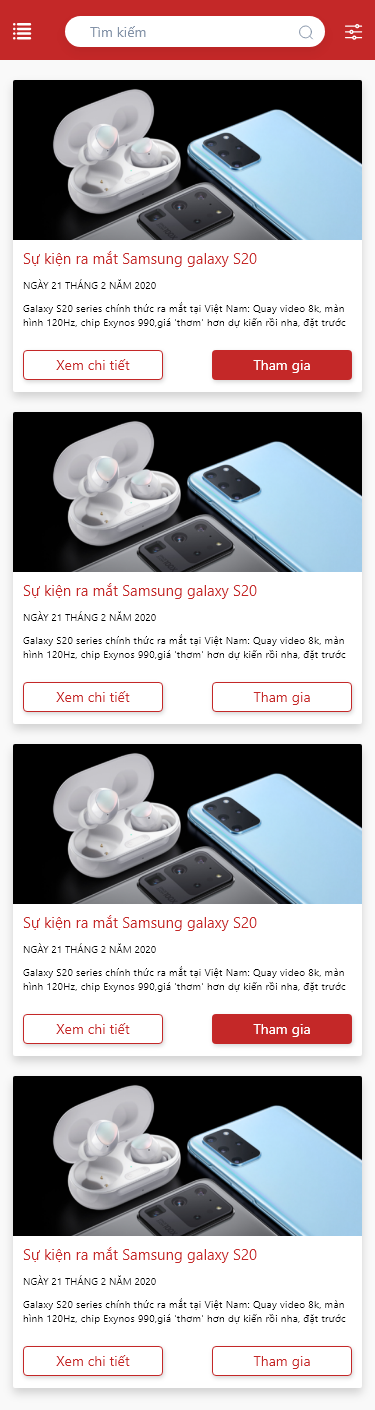 Tìm kiếm
Sự kiện ra mắt Samsung galaxy S20
NGÀY 21 THÁNG 2 NĂM 2020
Galaxy S20 series chính thức ra mắt tại Việt Nam: Quay video 8k, màn
hình 120Hz, chip Exynos 990,giá 'thơm' hơn dự kiến rồi nha, đặt trước
Xem chi tiết Tham gia
Sự kiện ra mắt Samsung galaxy S20
NGÀY 21 THÁNG 2 NĂM 2020
Galaxy S20 series chính thức ra mắt tại Việt Nam: Quay video 8k, màn
hình 120Hz, chip Exynos 990,giá 'thơm' hơn dự kiến rồi nha, đặt trước
Xem chi tiết Tham gia
Sự kiện ra mắt Samsung galaxy S20
NGÀY 21 THÁNG 2 NĂM 2020
Galaxy S20 series chính thức ra mắt tại Việt Nam: Quay video 8k, màn
hình 120Hz, chip Exynos 990,giá 'thơm' hơn dự kiến rồi nha, đặt trước
Xem chi tiết Tham gia
Sự kiện ra mắt Samsung galaxy S20
NGÀY 21 THÁNG 2 NĂM 2020
Galaxy S20 series chính thức ra mắt tại Việt Nam: Quay video 8k, màn
hình 120Hz, chip Exynos 990,giá 'thơm' hơn dự kiến rồi nha, đặt trước
Xem chi tiết Tham gia